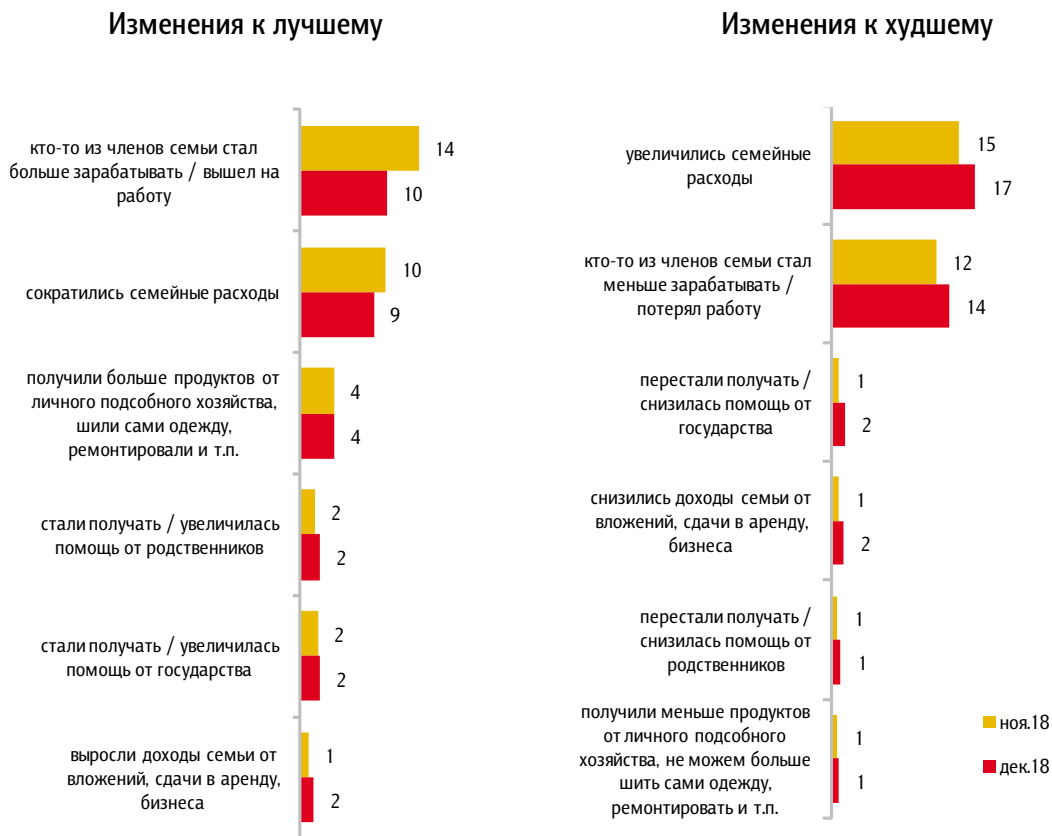 Изменения к лучшему
кто-то из членов семьи стал
больше зарабатывать / вышел на
работу
14
10
сократились семейные расходы
10
9
получили больше продуктов от
личного подсобного хозяйства,
шили сами одежду,
ремонтировали и т.п.
4
4
стали получать / увеличилась
помощь от родственников
2
2
стали получать / увеличилась
помощь от государства
2
2
выросли доходы семьи от
вложений, сдачи в аренду,
бизнеса
1
2
Изменения к худшему
увеличились семейные
расходы
15
17
кто-то из членов семьи стал
меньше зарабатывать /
потерял работу
12
14
перестали получать /
снизилась помощь от
государства
1
2
снизились доходы семьи от
вложений, сдачи в аренду,
бизнеса
1
2
перестали получать /
снизилась помощь от
родственников
1
1
получили меньше продуктов
от личного подсобного
хозяйства, не можем больше
шить сами одежду,
ремонтировать и т.п.
1
1
ноя.18
дек.18